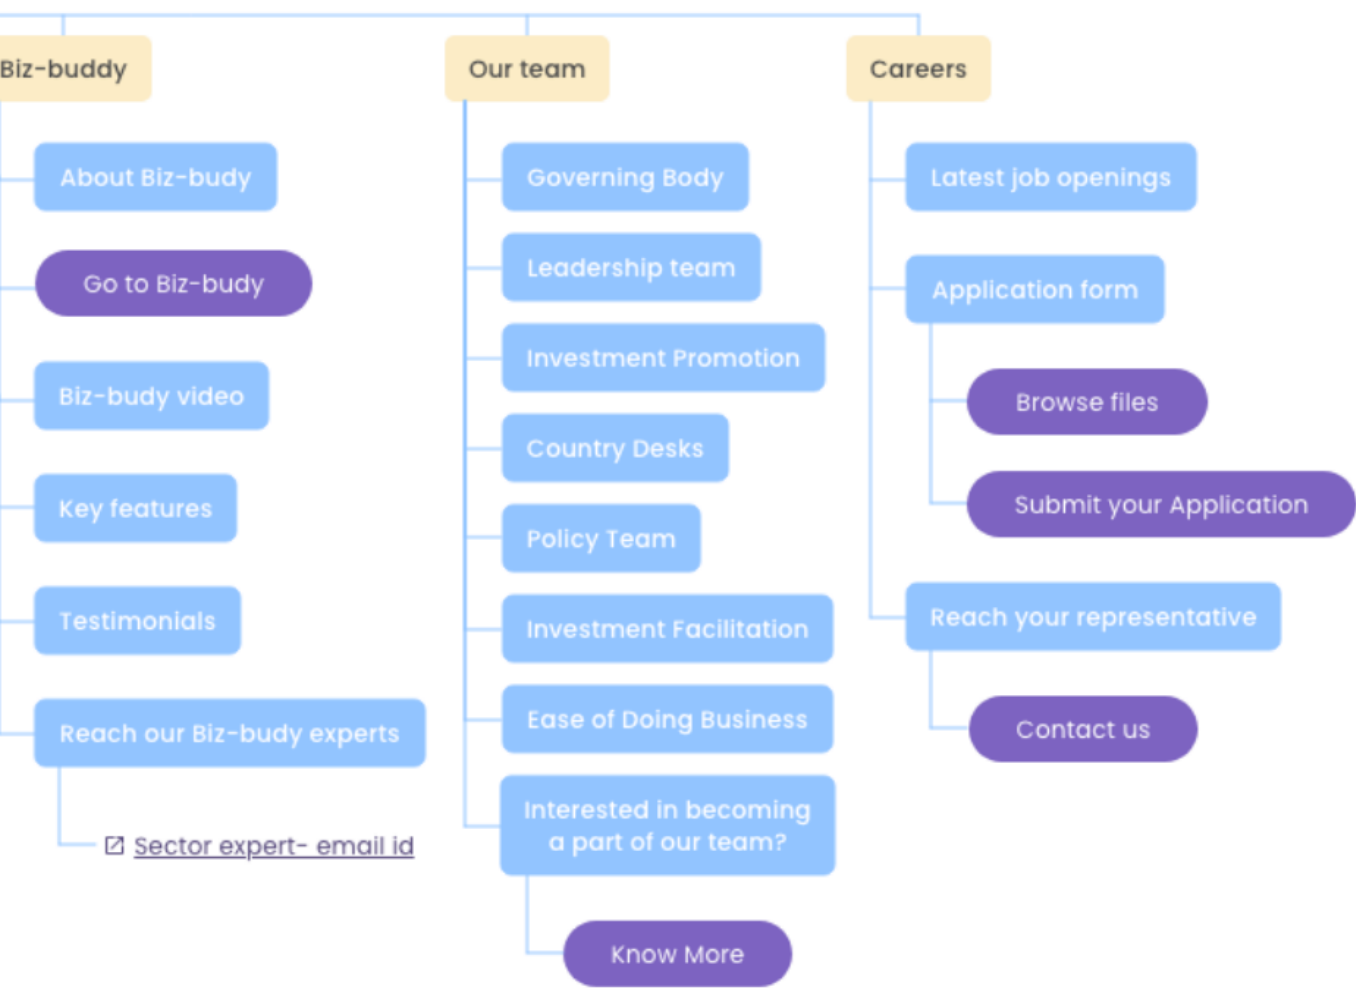 Biz-buddy
About Biz-budy
Go to Biz-budy
Biz-budy video
Key features
Testimonials
Reach our Biz-budy experts
Sector expert- email id
Our team
Governing Body
Leadership team
Investment Promotion
Country Desks
Policy Team
Investment Facilitation
Ease of Doing Business
Interested in becoming
a part of our team?
Know More
Careers
Latest job openings
Application form
Browse files
Submit your Application
Reach your representative
Contact us